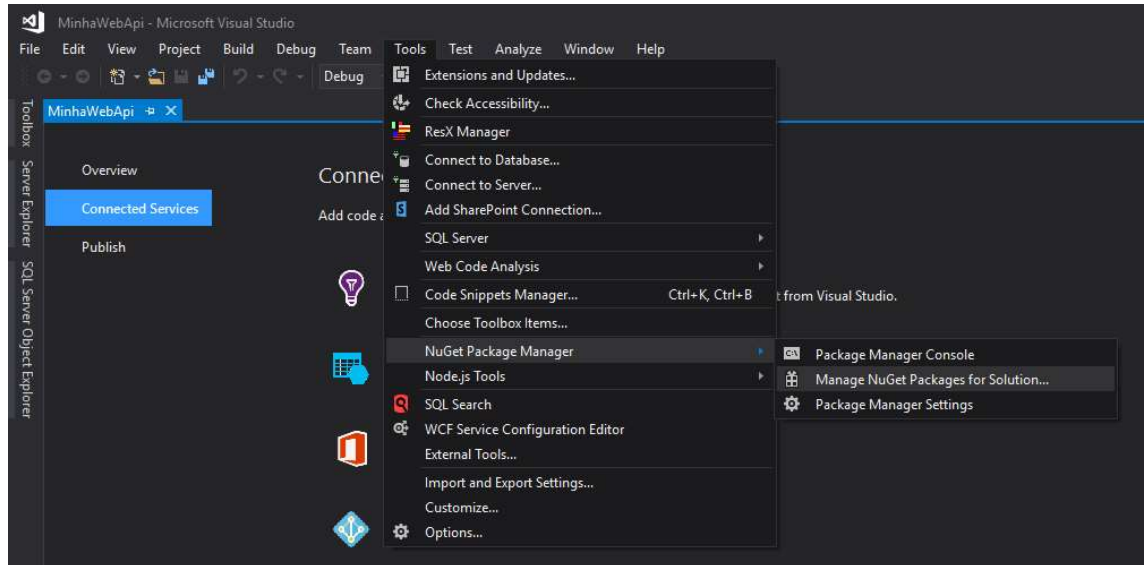 MinhaWebApi - Microsoft Visual Studio
File Edit View Project Build Debug Team Tools Test Analyze Window Help
Debug
Toolbox
Server Explorer
SQL Server Object Explorer
MinhaWebApi
Overview
Connected Services
Publish
Conne
Add code a
t from Visual Studio.
Extensions and Updates...
Check Accessibility...
ResX Manager
Connect to Database...
Connect to Server...
Add SharePoint Connection...
SQL Server
Web Code Analysis
Code Snippets Manager... Ctrl+K, Ctrl+B
Choose Toolbox Items...
NuGet Package Manager
Node.js Tools
SQL Search
WCF Service Configuration Editor
External Tools...
Import and Export Settings...
Customize...
Options...
Package Manager Console
Manage NuGet Packages for Solution...
Package Manager Settings